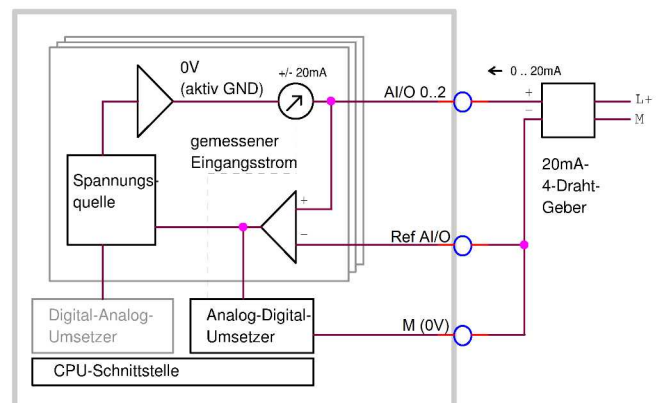 0V
(aktiv GND)
+/- 20mA
AI/O 0..2
0 .. 20mA
+
−
L+
M
gemessener
Eingangsstrom
20mA-
4-Draht-
Geber
Spannungs-
quelle
+
−
Ref AI/O
Digital-Analog-
Umsetzer
Analog-Digital-
Umsetzer
M (0V)
CPU-Schnittstelle